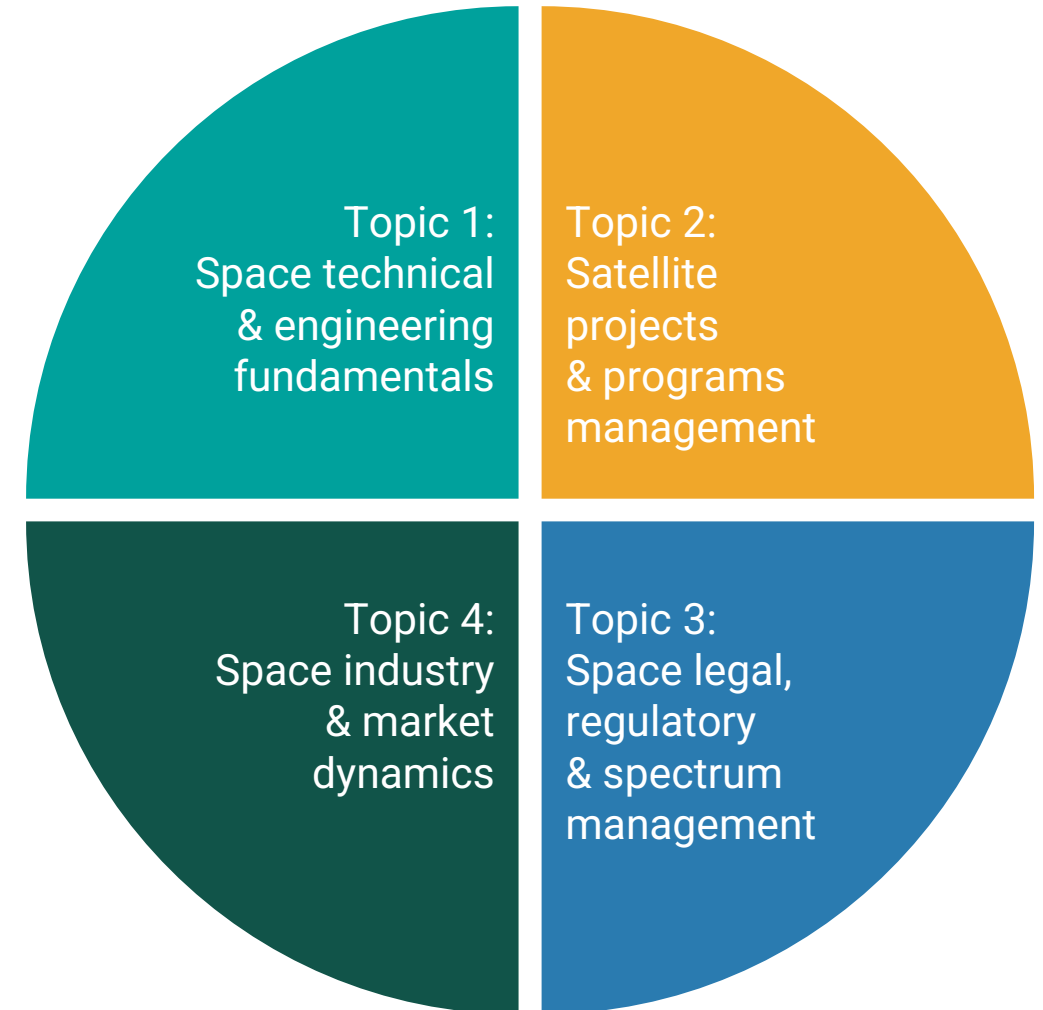 Topic 1:
Space technical
& engineering
fundamentals
Topic 2:
Satellite
projects
& programs
management
Topic 4:
Space industry
& market
dynamics
Topic 3:
Space legal,
regulatory
& spectrum
management